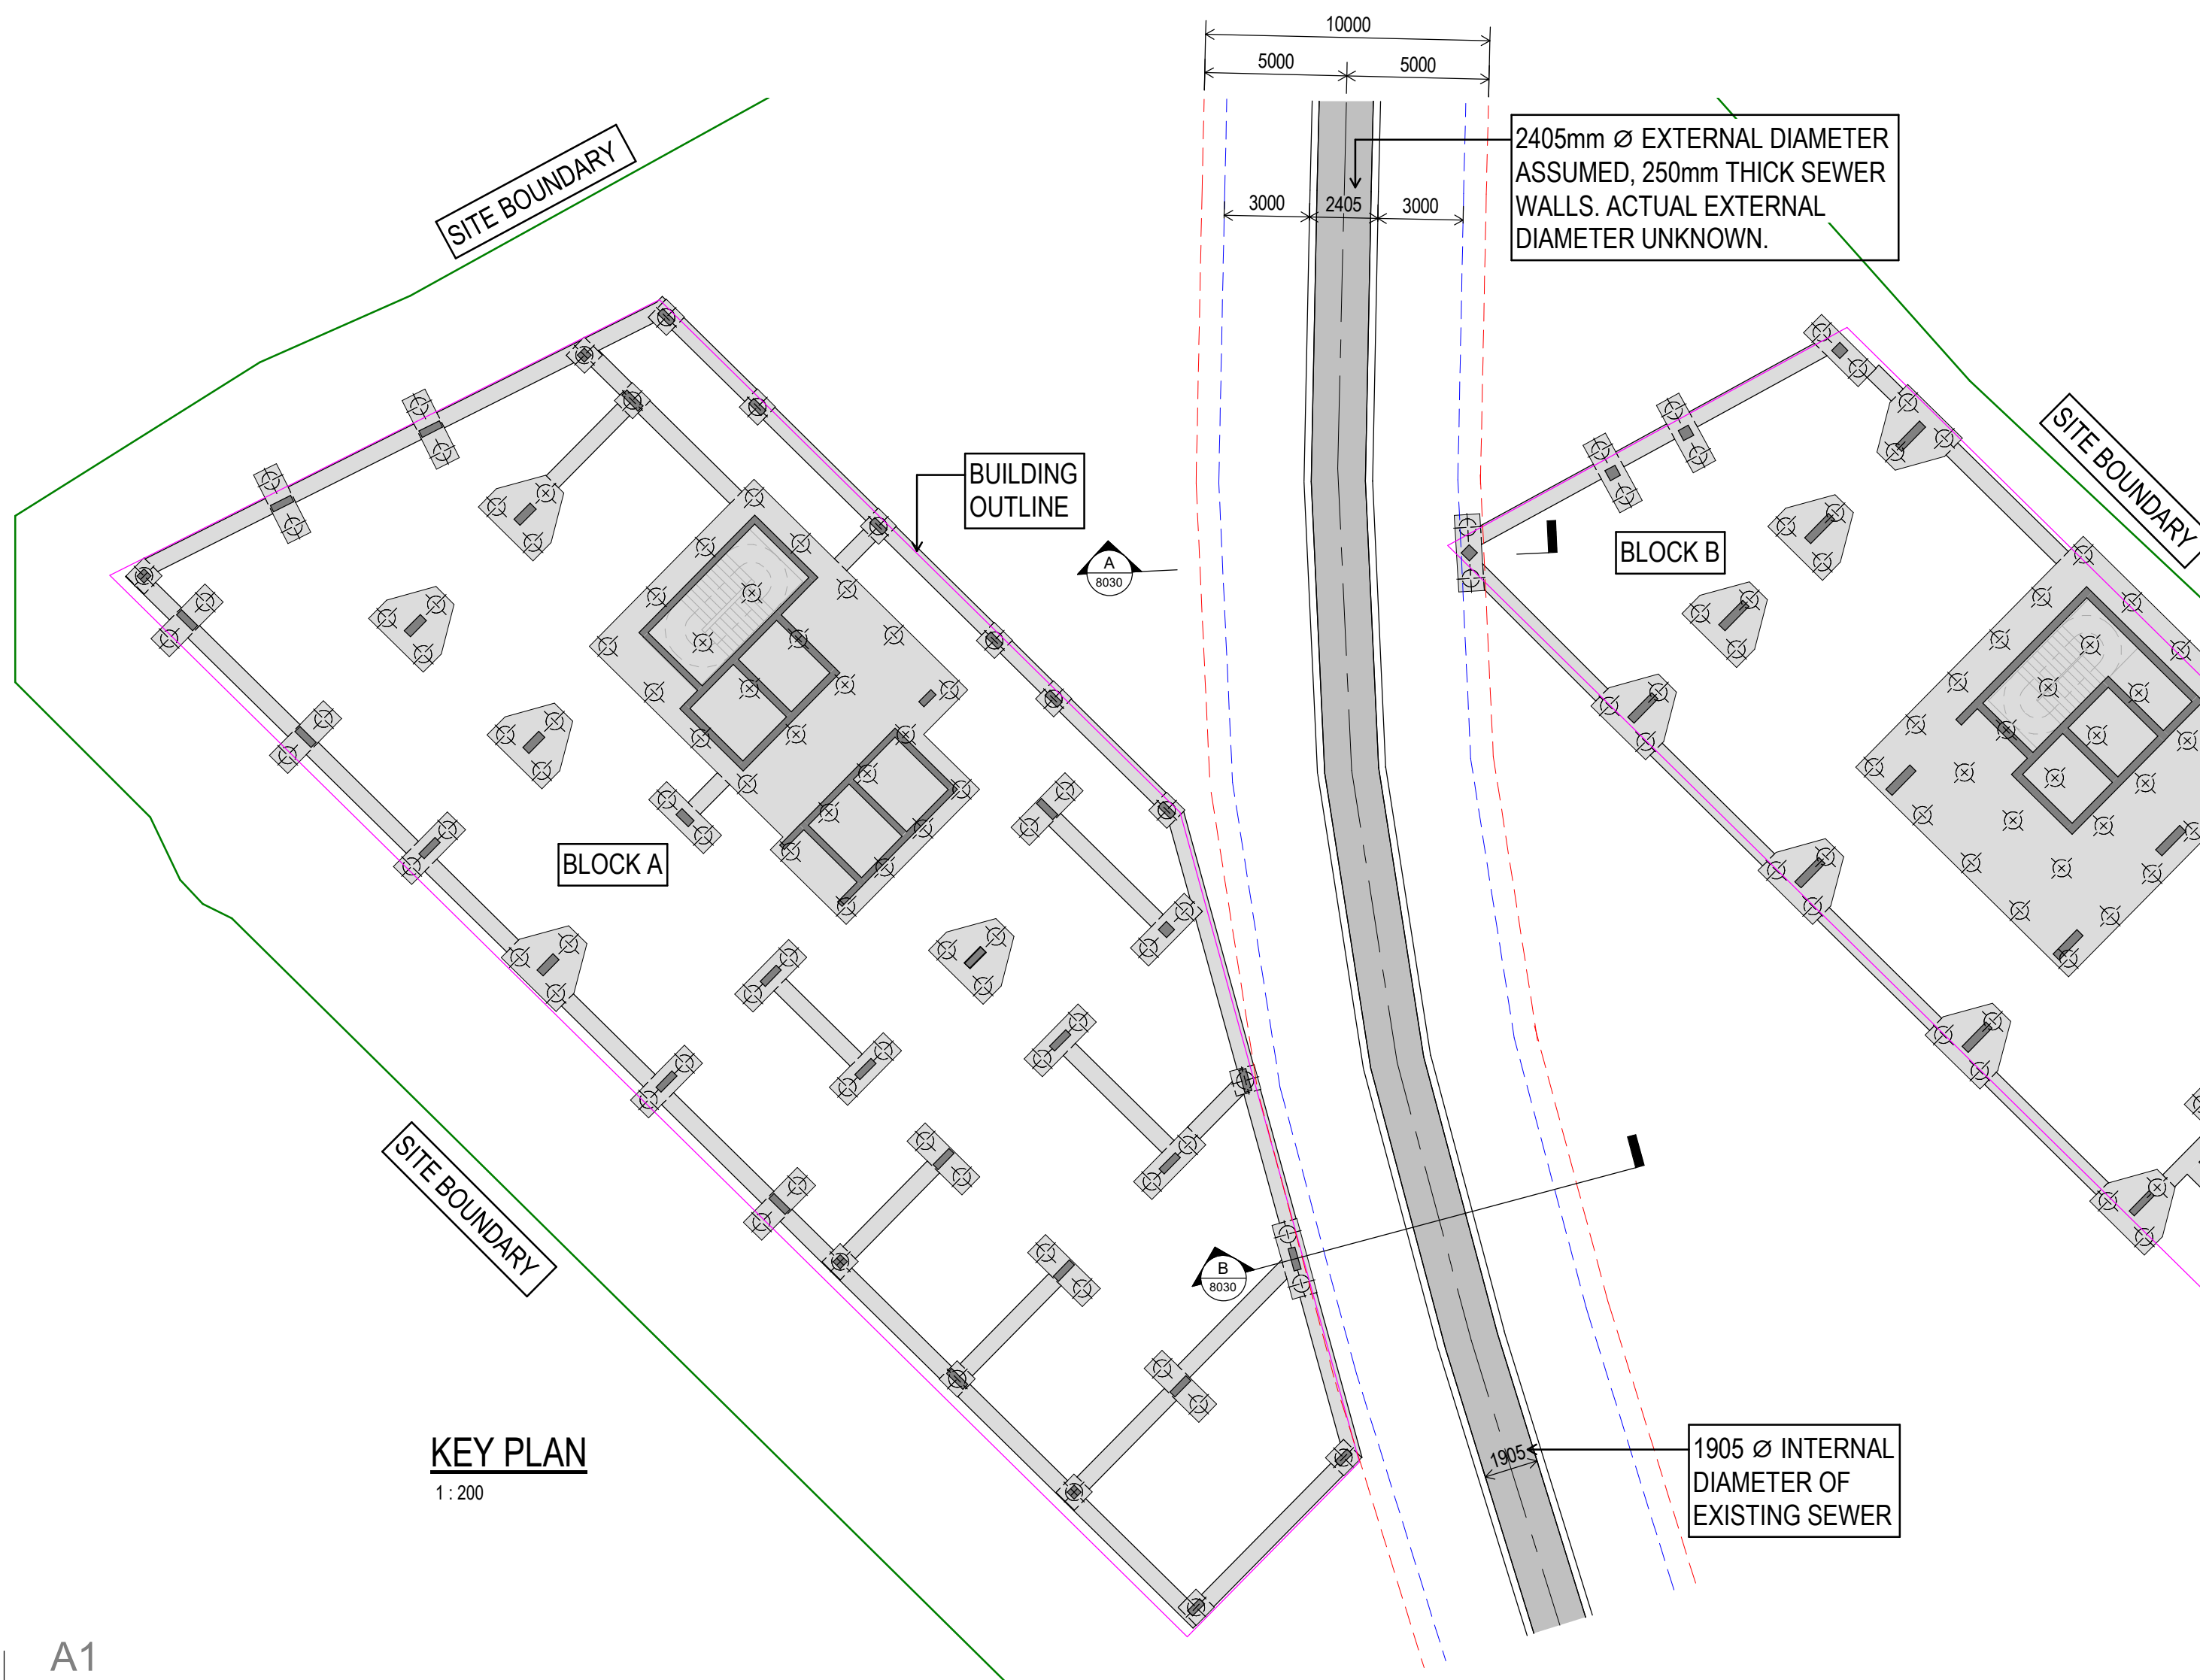 10000
5000
5000
2405mm Ø EXTERNAL DIAMETER
ASSUMED, 250mm THICK SEWER
WALLS. ACTUAL EXTERNAL
DIAMETER UNKNOWN.
SITE BOUNDARY
3000
2405
3000
SITE BOUNDARY
BUILDING
OUTLINE
A
8030
BLOCK B
BLOCK A
SITE BOUNDARY
B
8030
KEY PLAN
1 : 200
1905
1905 Ø INTERNAL
DIAMETER OF
EXISTING SEWER
A1